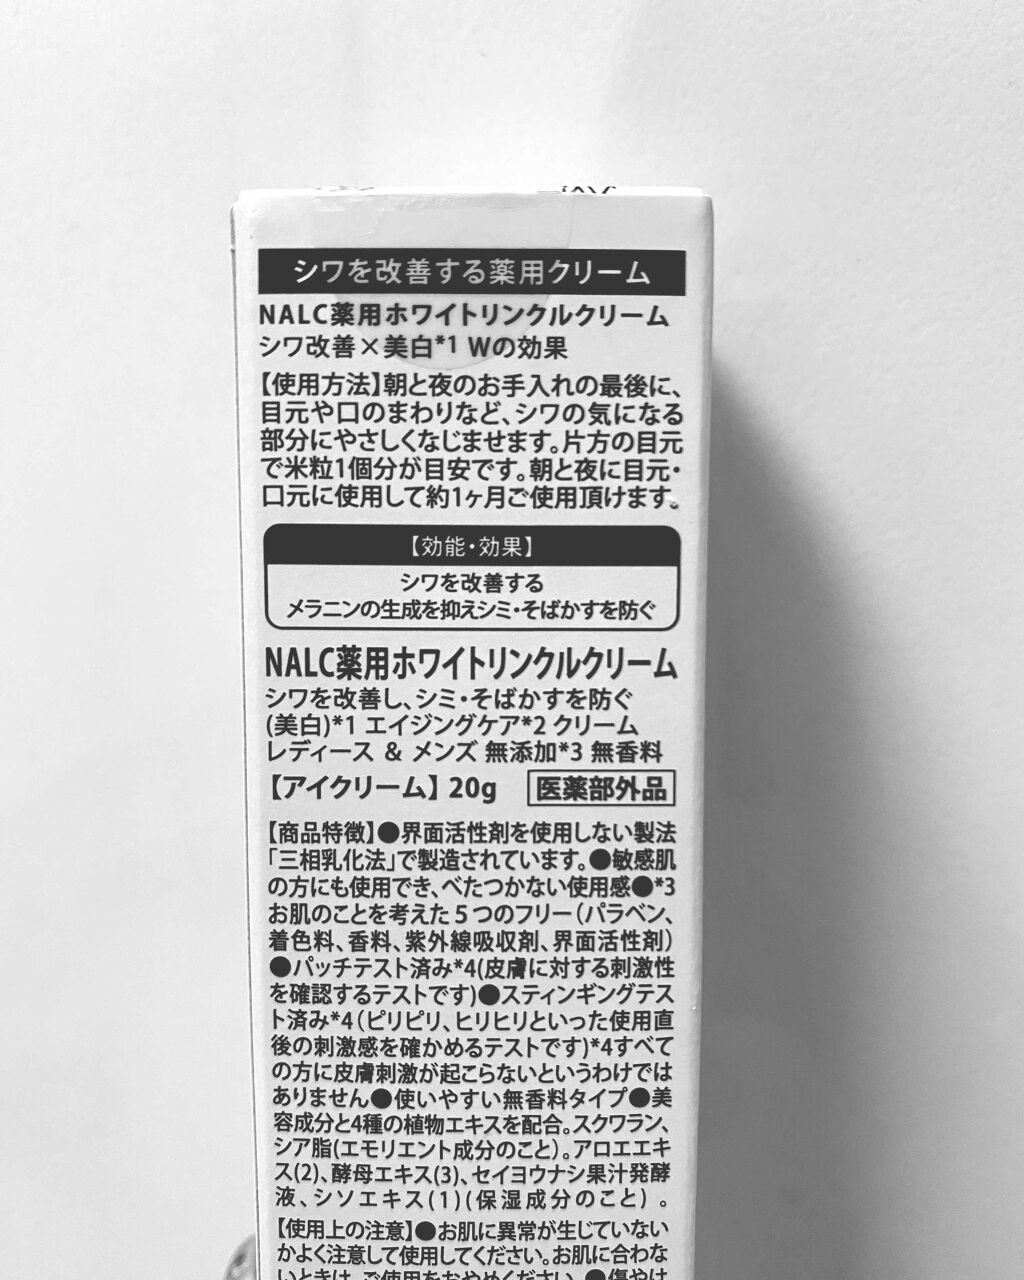 シワを改善する薬用クリーム
NALC薬用ホワイトリンクルクリーム
シワ改善×美白*1 Wの効果
【使用方法】朝と夜のお手入れの最後に、
目元や口のまわりなど、シワの気になる
部分にやさしくなじませます。片方の目元
で米粒1個分が目安です。朝と夜に目元・
口元に使用して約1ヶ月ご使用頂けます。
【効能・効果】
シワを改善する
メラニンの生成を抑えシミ・そばかすを防ぐ
NALC薬用ホワイトリンクルクリーム
シワを改善し、シミ・そばかすを防ぐ
(美白)*1 エイジングケア*2 クリーム
レディース & メンズ 無添加*3 無香料
【アイクリーム】20g 医薬部外品
【商品特徴】●界面活性剤を使用しない製法
「三相乳化法」で製造されています。●敏感肌
の方にも使用でき、べたつかない使用感●*3
お肌のことを考えた5つのフリー(パラベン、
着色料、香料、紫外線吸収剤、界面活性剤)
●パッチテスト済み*4(皮膚に対する刺激性
を確認するテストです)●スティンギングテス
ト済み*4(ピリピリ、ヒリヒリといった使用直
後の刺激感を確かめるテストです)*4すべて
の方に皮膚刺激が起こらないというわけでは
ありません●使いやすい無香料タイプ●美
容成分と4種の植物エキスを配合。スクワラン、
シア脂(エモリエント成分のこと)。アロエエキ
ス(2)、酵母エキス(3)、セイヨウナシ果汁発酵
液、シソエキス(1)(保湿成分のこと)。
【使用上の注意】●お肌に異常が生じていない
かよく注意して使用してください。お肌に合わな
いときは、ご使用をおやめください。●傷やけ